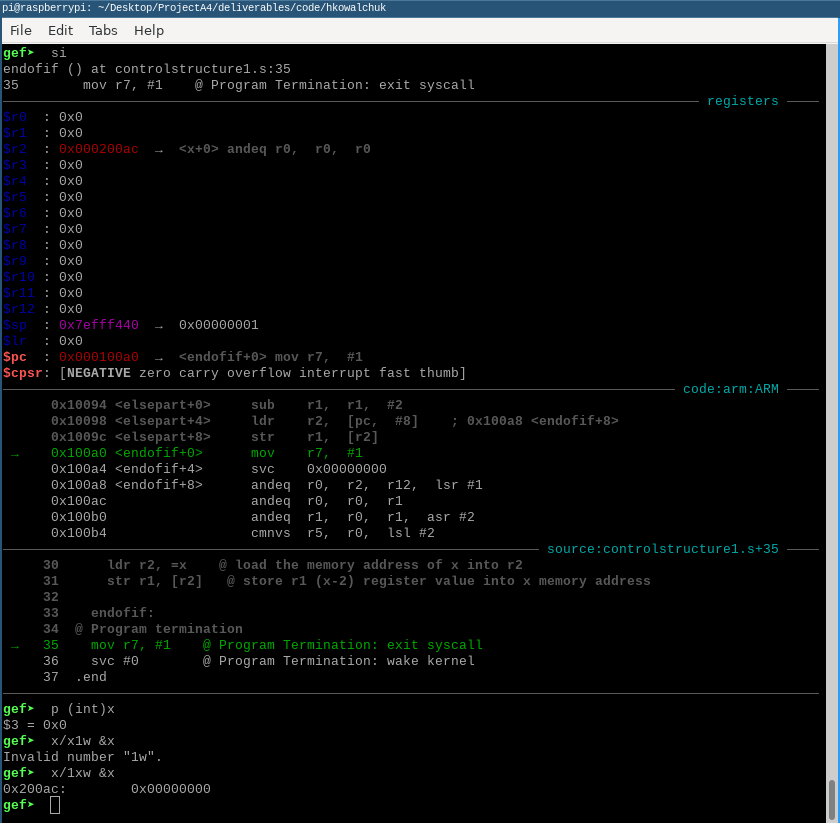 pi@raspberrypi: ~/Desktop/ProjectA4/deliverables/code/hkowalchuk
File Edit Tabs Help
gef➤ si
endofif () at controlstructure1.s:35
35 mov r7, #1 @ Program Termination: exit syscall
registers
$r0 : 0x0
$r1 : 0x0
$r2 : 0x000200ac → <x+0> andeq r0, r0, r0
$r3 : 0x0
$r4 : 0x0
$r5 : 0x0
$r6 : 0x0
$r7 : 0x0
$r8 : 0x0
$r9 : 0x0
$r10 : 0x0
$r11 : 0x0
$r12 : 0x0
$sp : 0x7efff440 → 0x00000001
$lr : 0x0
$pc : 0x000100a0 → <endofif+0> mov r7, #1
$cpsr: [NEGATIVE zero carry overflow interrupt fast thumb]
code:arm:ARM
0x10094 <elsepart+0> sub r1, r1, #2
0x10098 <elsepart+4> ldr r2, [pc, #8] ; 0x100a8 <endofif+8>
0x1009c <elsepart+8> str r1, [r2]
→ 0x100a0 <endofif+0> mov r7, #1
0x100a4 <endofif+4> svc 0x00000000
0x100a8 <endofif+8> andeq r0, r2, r12, lsr #1
0x100ac andeq r0, r0, r1
0x100b0 andeq r1, r0, r1, asr #2
0x100b4 cmnvs r5, r0, lsl #2
source:controlstructure1.s+35
30 ldr r2, =x @ load the memory address of x into r2
31 str r1, [r2] @ store r1 (x-2) register value into x memory address
32
33 endofif:
34 @ Program termination
→ 35 mov r7, #1 @ Program Termination: exit syscall
36 svc #0 @ Program Termination: wake kernel
37 .end
gef➤ p (int)x
$3 = 0x0
gef➤ x/x1w &x
Invalid number "1w".
gef➤ x/1xw &x
0x200ac: 0x00000000
gef➤